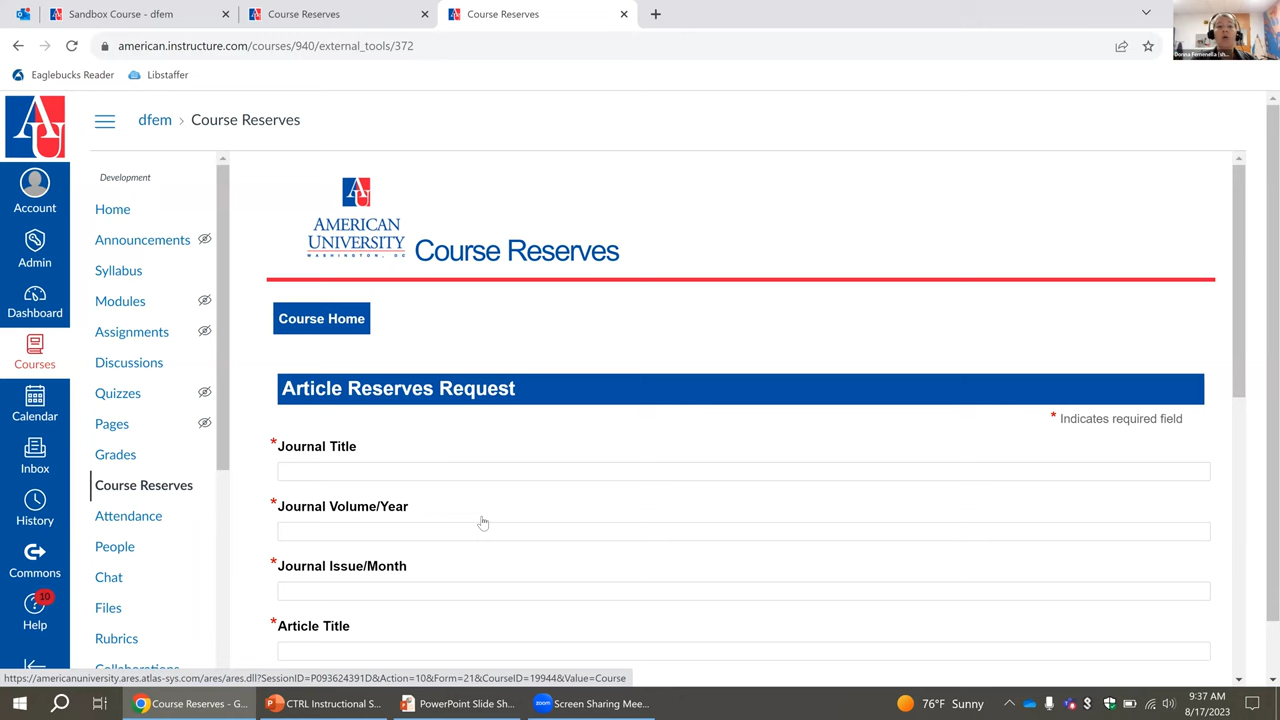 Sandbox Course - dfem
Course Reserves
Course Reserves
american.instructure.com/courses/940/external_tools/372
Eaglebucks Reader
Libstaffer
dfem > Course Reserves
Account
Admin
Dashboard
Courses
Calendar
Inbox
History
Commons
10
Help
Development
Home
Announcements
Syllabus
Modules
Assignments
Discussions
Quizzes
Pages
Grades
Course Reserves
Attendance
People
Chat
Files
Rubrics
Collaborations
AMERICAN
UNIVERSITY
WASHINGTON, DC
Course Reserves
Course Home
Article Reserves Request
* Indicates required field
*Journal Title
*Journal Volume/Year
*Journal Issue/Month
*Article Title
https://americanuniversity.ares.atlas-sys.com/ares/ares.dll?SessionID=P093624391D&Action=10&Form=21&CourseID=19944&Value=Course
Course Reserves - G...
CTRL Instructional S...
PowerPoint Slide Sh...
Screen Sharing Mee...
76°F Sunny
9:37 AM
8/17/2023